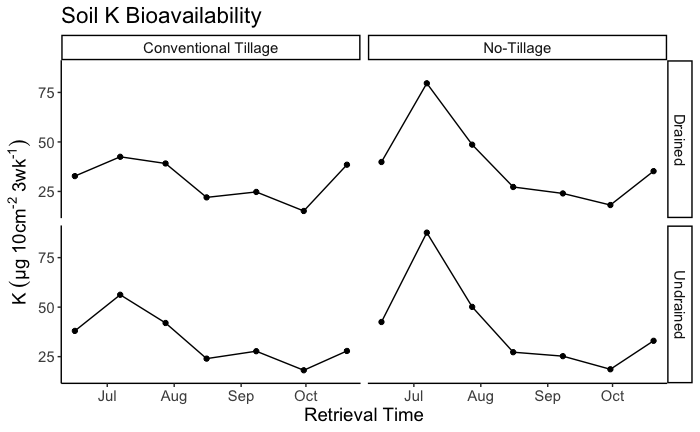 Soil K Bioavailability
Conventional Tillage
No-Tillage
75
50
25
Drained
75
50
25
Undrained
K (µg 10cm⁻² 3wk⁻¹)
Jul Aug Sep Oct
Jul Aug Sep Oct
Retrieval Time